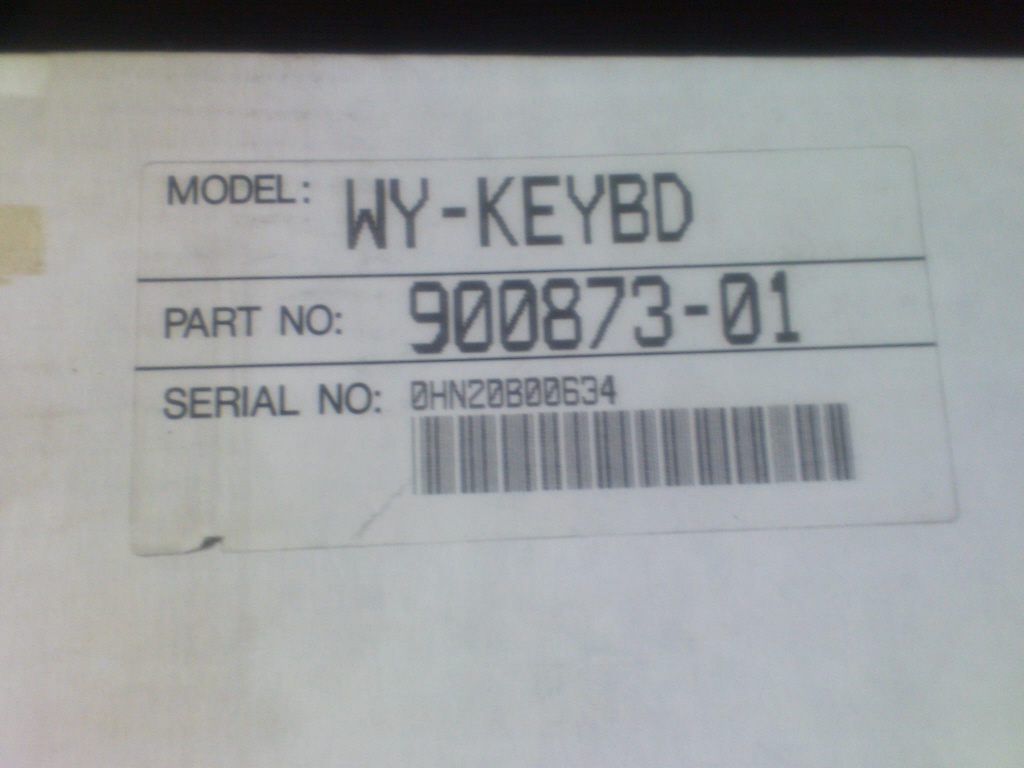 MODEL: WY-KEYBD
PART NO: 900873-01
SERIAL NO: 0HN20B00634